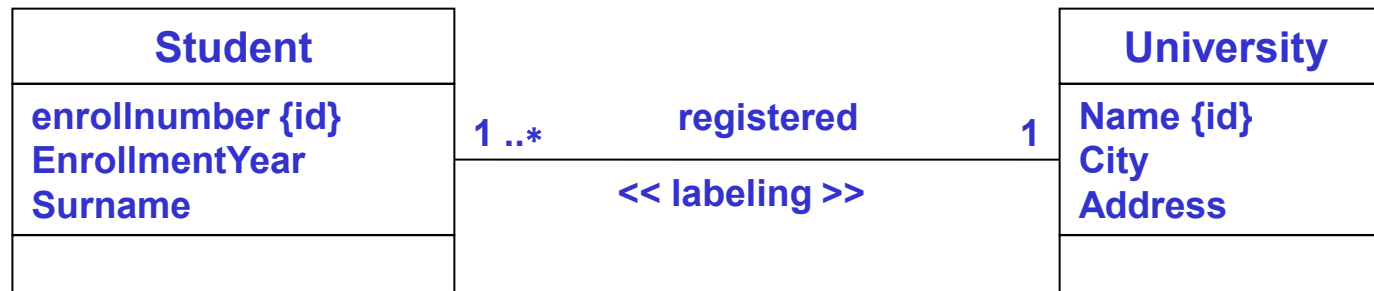 Student
enrollnumber {id}
EnrollmentYear
Surname
1 ..*
registered
<< labeling >>
1
University
Name {id}
City
Address